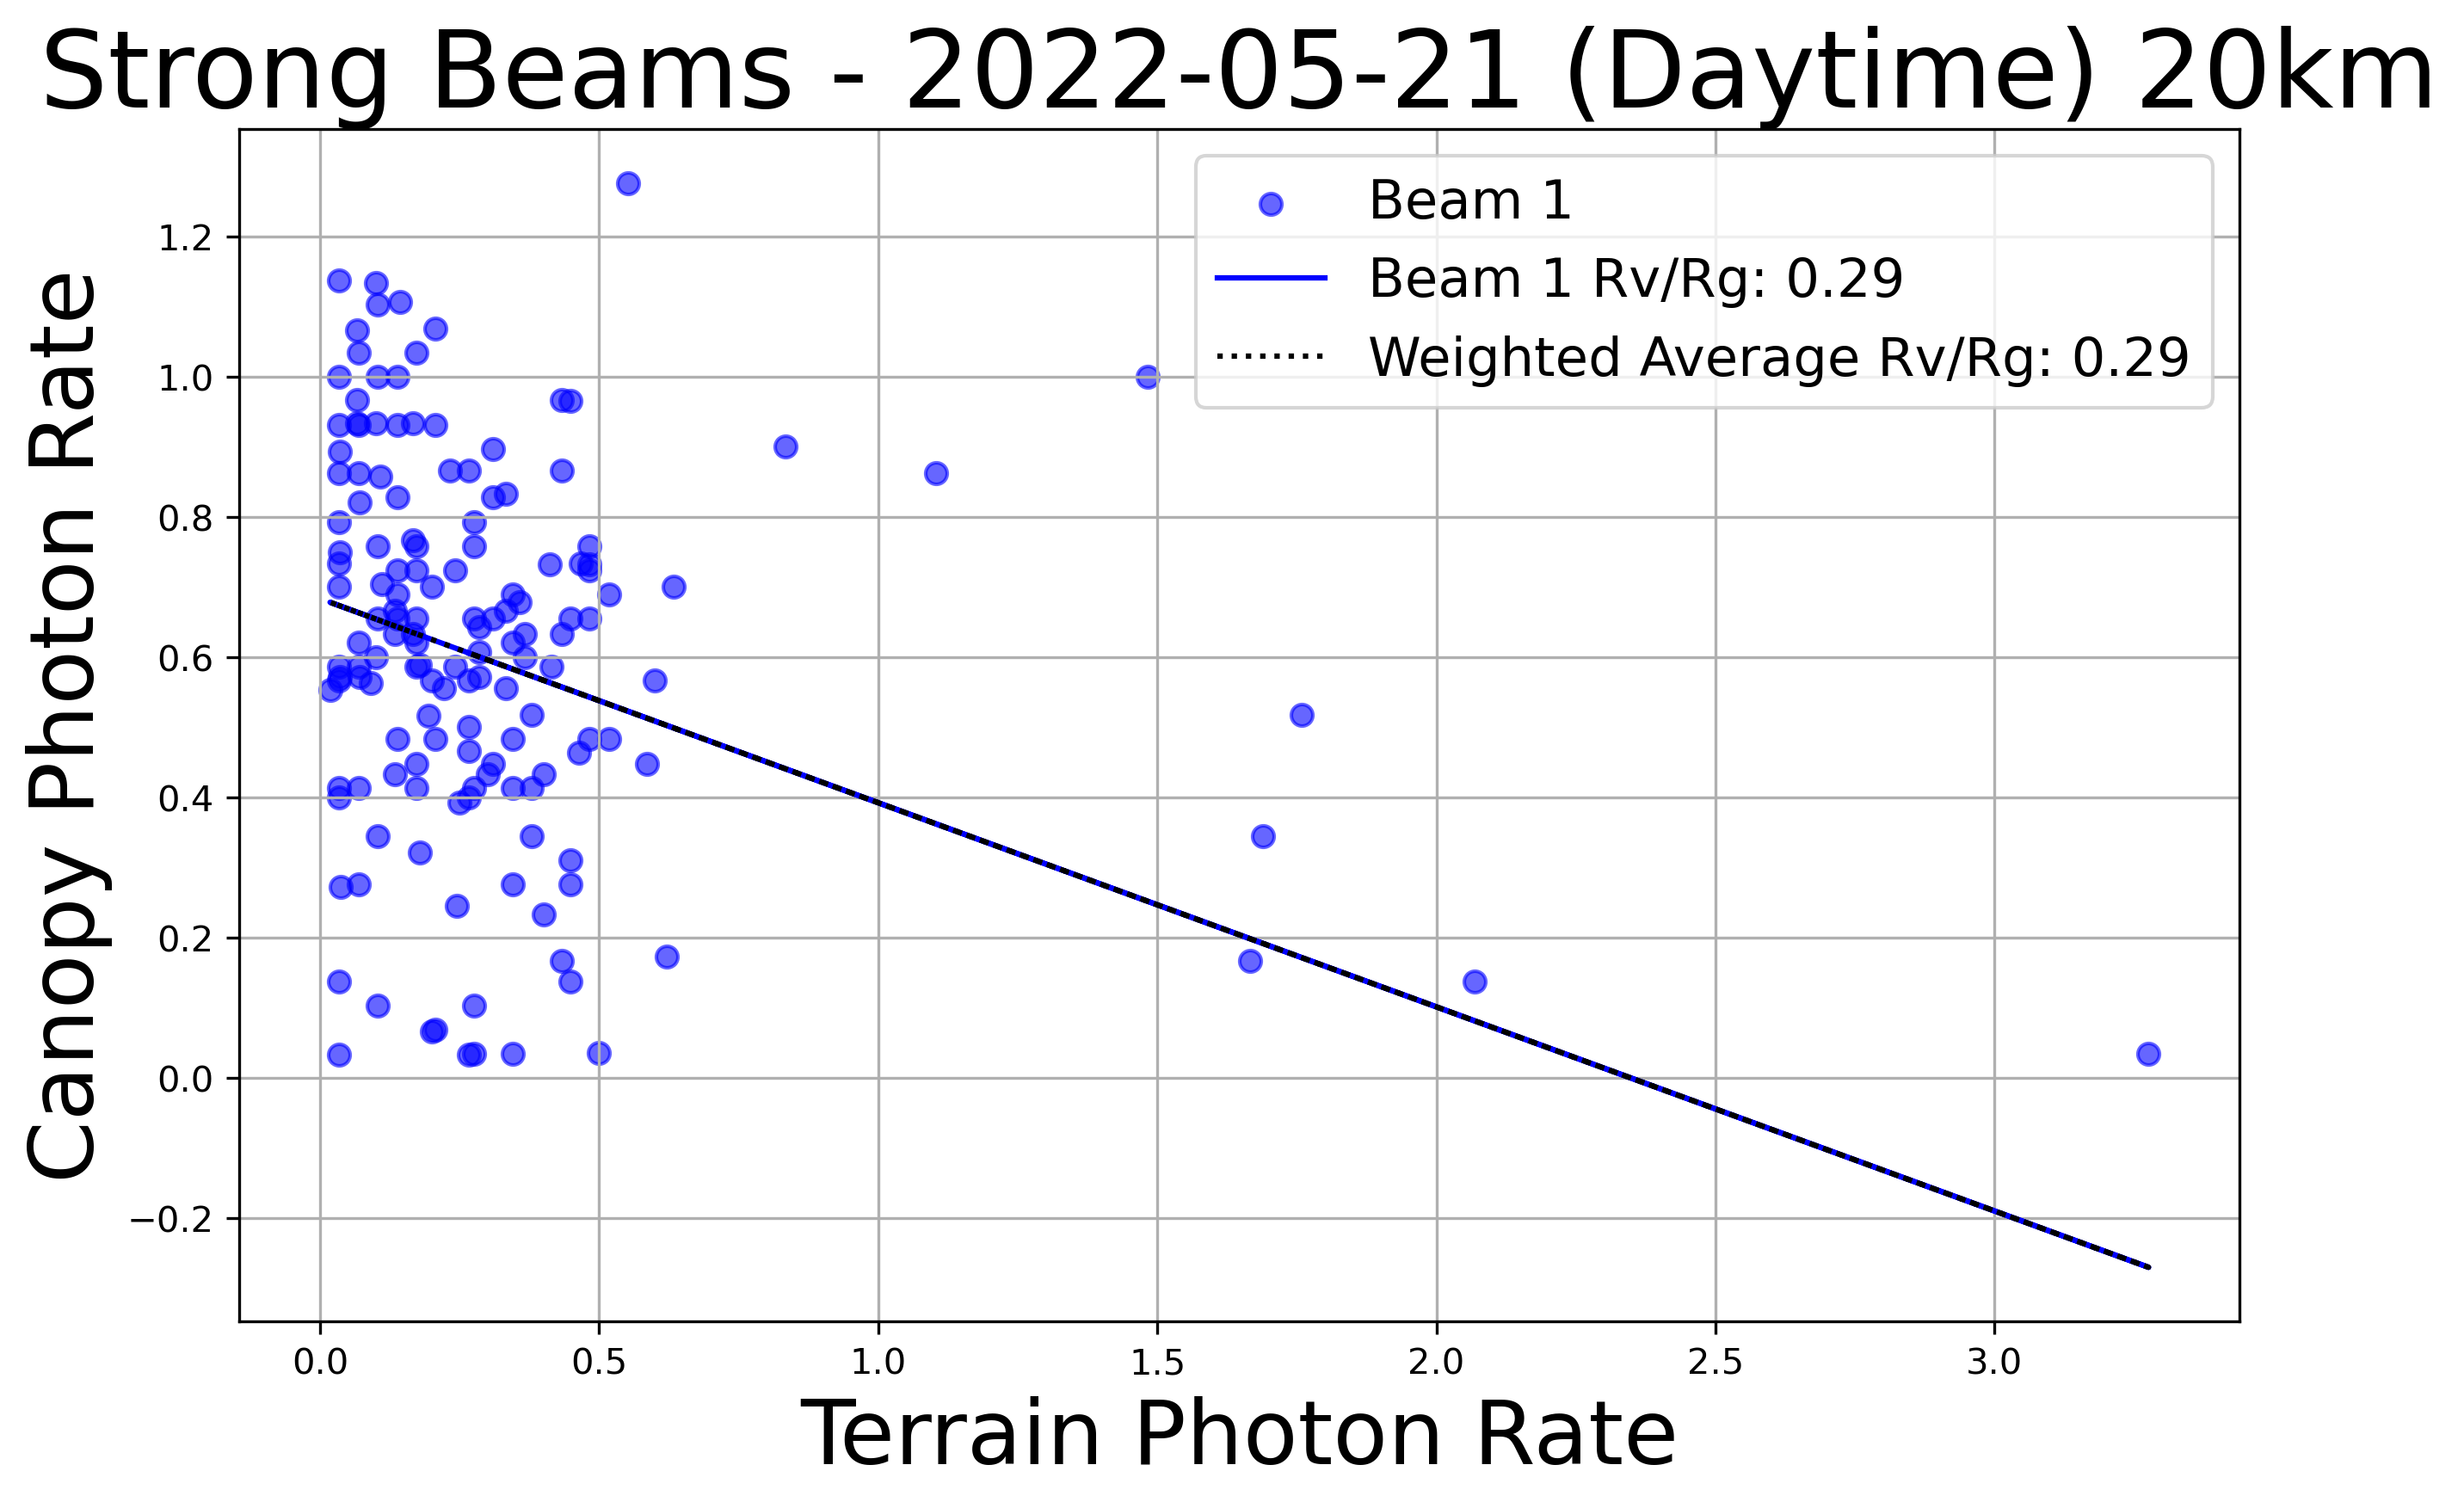 Strong Beams - 2022-05-21 (Daytime) 20km
Beam 1
Beam 1 Rv/Rg: 0.29
Weighted Average Rv/Rg: 0.29
Canopy Photon Rate
1.2
1.0
0.8
0.6
0.4
0.2
0.0
−0.2
0.0 0.5 1.0 1.5 2.0 2.5 3.0
Terrain Photon Rate